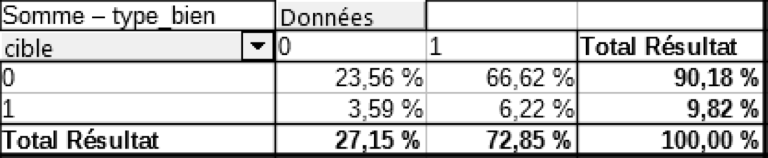 Somme – type_bien Données
cible 0 1 Total Résultat
0 23,56 % 66,62 % 90,18 %
1 3,59 % 6,22 % 9,82 %
Total Résultat 27,15 % 72,85 % 100,00 %